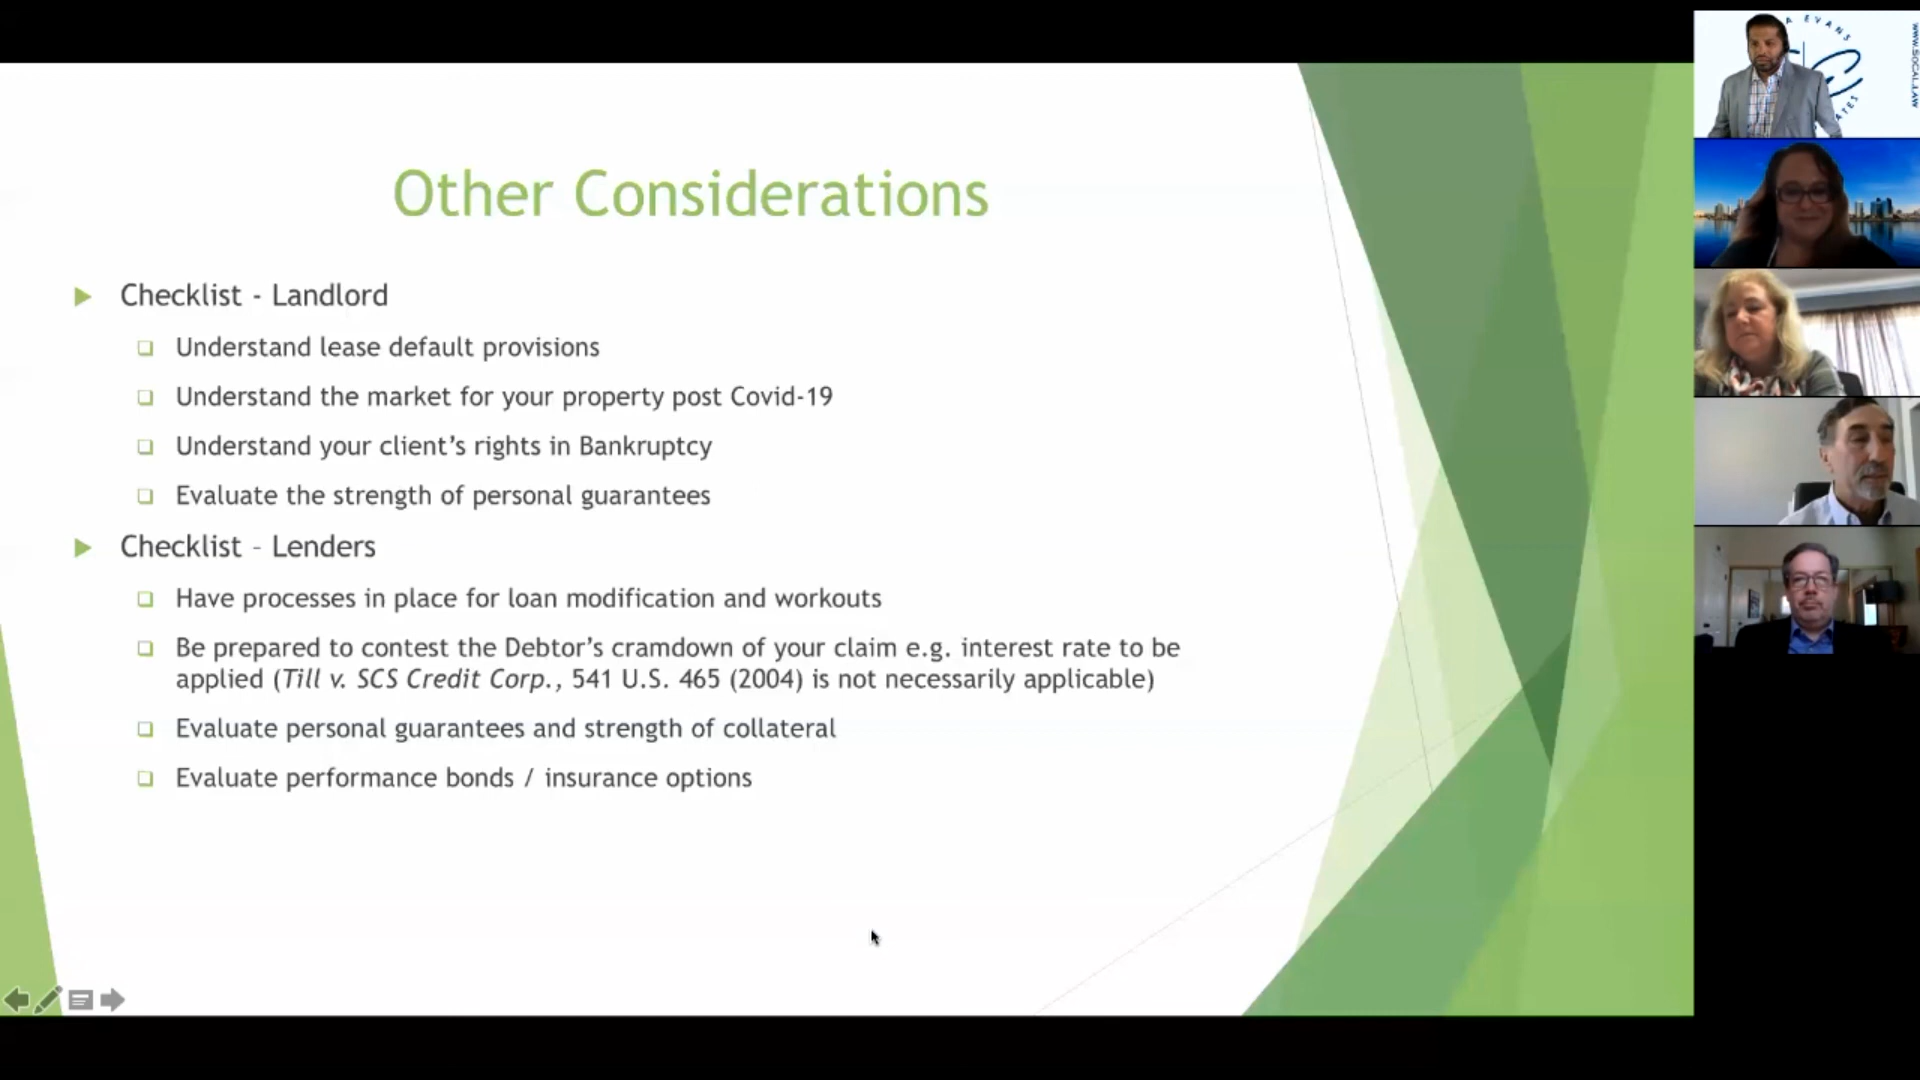 Other Considerations
Checklist - Landlord
Understand lease default provisions
Understand the market for your property post Covid-19
Understand your client's rights in Bankruptcy
Evaluate the strength of personal guarantees
Checklist – Lenders
Have processes in place for loan modification and workouts
Be prepared to contest the Debtor's cramdown of your claim e.g. interest rate to be
applied (Till v. SCS Credit Corp., 541 U.S. 465 (2004) is not necessarily applicable)
Evaluate personal guarantees and strength of collateral
Evaluate performance bonds / insurance options
EVANS
WWW.SOCAL.LAW